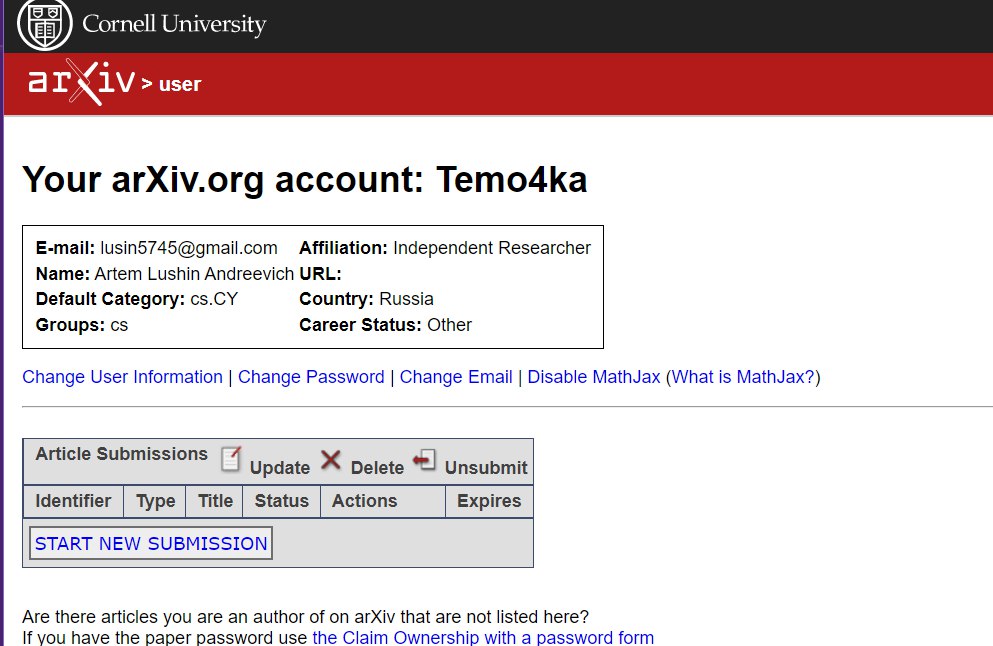 Cornell University
arXiv > user
Your arXiv.org account: Temo4ka
E-mail: lusin5745@gmail.com Affiliation: Independent Researcher
Name: Artem Lushin Andreevich URL:
Default Category: cs.CY Country: Russia
Groups: cs Career Status: Other
Change User Information | Change Password | Change Email | Disable MathJax (What is MathJax?)
Article Submissions Update Delete Unsubmit
Identifier Type Title Status Actions Expires
START NEW SUBMISSION
Are there articles you are an author of on arXiv that are not listed here?
If you have the paper password use the Claim Ownership with a password form